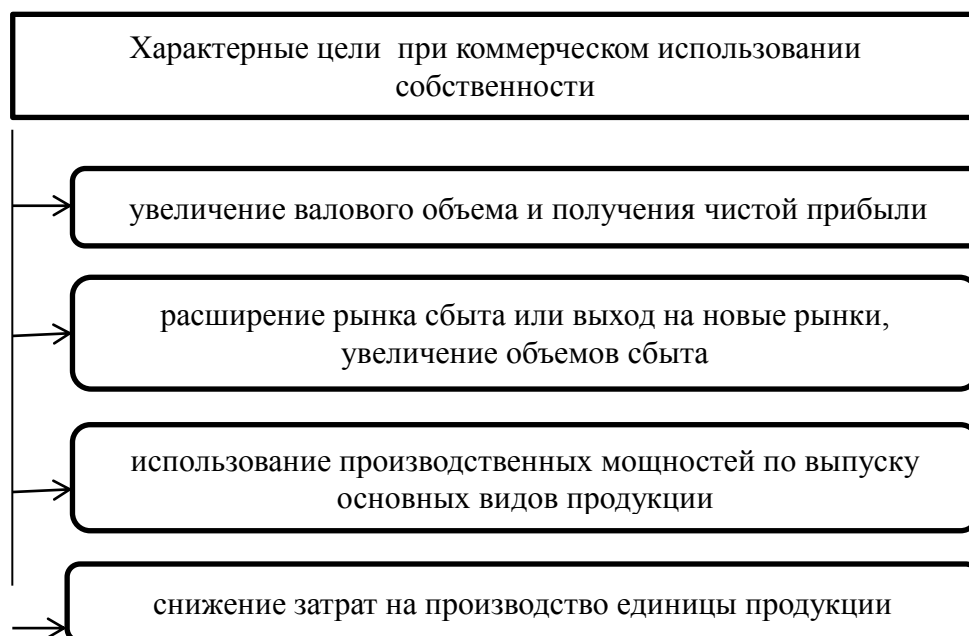 Характерные цели при коммерческом использовании
собственности
увеличение валового объема и получения чистой прибыли
расширение рынка сбыта или выход на новые рынки,
увеличение объемов сбыта
использование производственных мощностей по выпуску
основных видов продукции
снижение затрат на производство единицы продукции